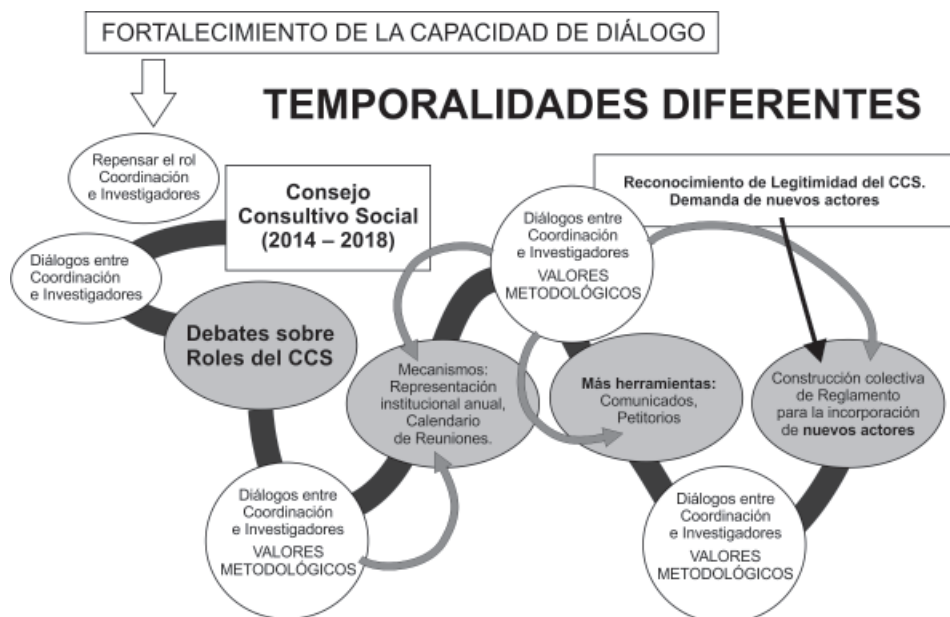 FORTALECIMIENTO DE LA CAPACIDAD DE DIÁLOGO
TEMPORALIDADES DIFERENTES
Repensar el rol
Coordinación
e Investigadores
Consejo
Consultivo Social
(2014 – 2018)
Reconocimiento de Legitimidad del CCS.
Demanda de nuevos actores
Diálogos entre
Coordinación
e Investigadores
Diálogos entre
Coordinación
e Investigadores
VALORES
METODOLÓGICOS
Debates sobre
Roles del CCS
Mecanismos:
Representación
institucional anual,
Calendario
de Reuniones.
Más herramientas:
Comunicados,
Petitorios
Construcción colectiva
de Reglamento
para la incorporación
de nuevos actores
Diálogos entre
Coordinación
e Investigadores
VALORES
METODOLÓGICOS
Diálogos entre
Coordinación
e Investigadores
VALORES
METODOLÓGICOS